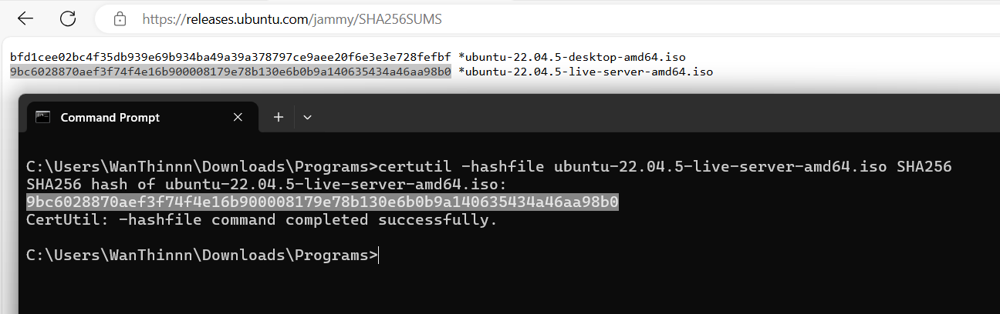 https://releases.ubuntu.com/jammy/SHA256SUMS
bfd1cee02bc4f35db939e69b934ba49a39a378797ce9aee20f6e3e3e728fefbf *ubuntu-22.04.5-desktop-amd64.iso
9bc6028870aef3f74f4e16b900008179e78b130e6b0b9a140635434a46aa98b0 *ubuntu-22.04.5-live-server-amd64.iso
Command Prompt
C:\Users\WanThinnn\Downloads\Programs>certutil -hashfile ubuntu-22.04.5-live-server-amd64.iso SHA256
SHA256 hash of ubuntu-22.04.5-live-server-amd64.iso:
9bc6028870aef3f74f4e16b900008179e78b130e6b0b9a140635434a46aa98b0
CertUtil: -hashfile command completed successfully.
C:\Users\WanThinnn\Downloads\Programs>